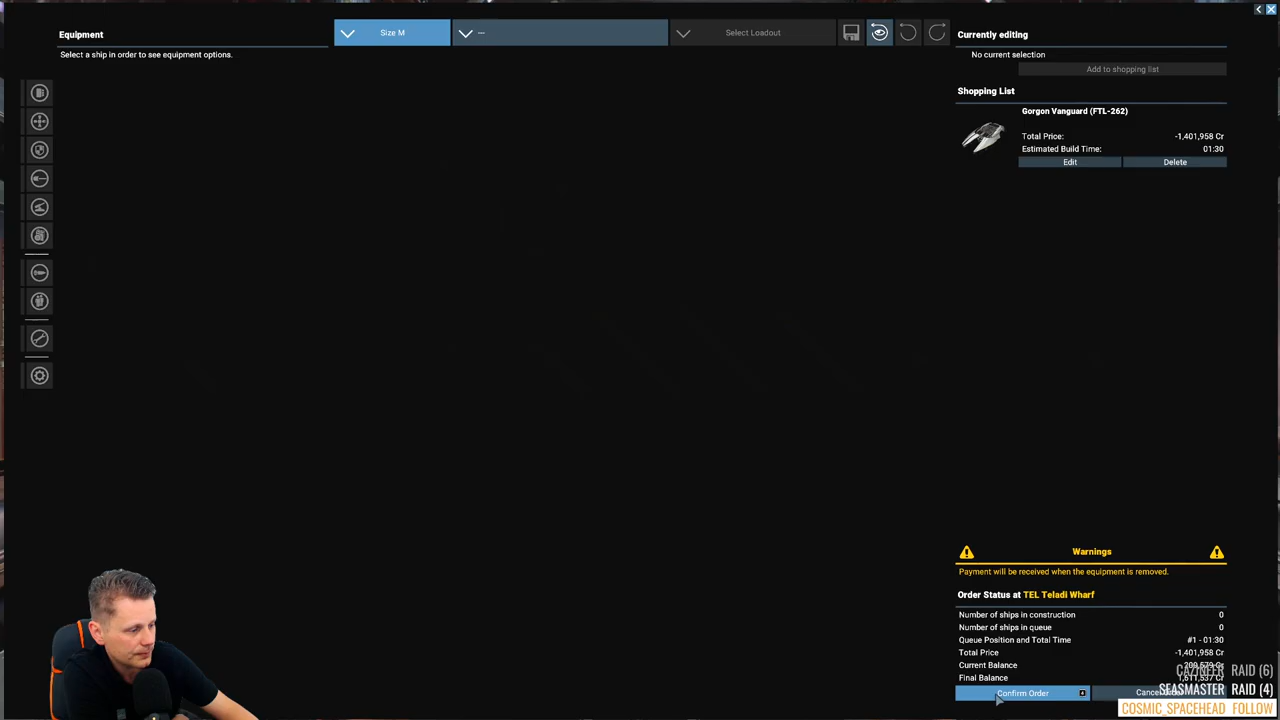 Equipment
Select a ship in order to see equipment options.
Size M
---
Select Loadout
Currently editing
No current selection
Add to shopping list
Shopping List
Gorgon Vanguard (FTL-262)
Total Price: -1,401,958 Cr
Estimated Build Time: 01:30
Edit
Delete
Warnings
Payment will be received when the equipment is removed.
Order Status at TEL Teladi Wharf
Number of ships in construction 0
Number of ships in queue 0
Queue Position and Total Time #1 - 01:30
Total Price -1,401,958 Cr
Current Balance
Final Balance
Confirm Order
RAID (6)
SEASMASTER RAID (4)
COSMIC_SPACEHEAD FOLLOW